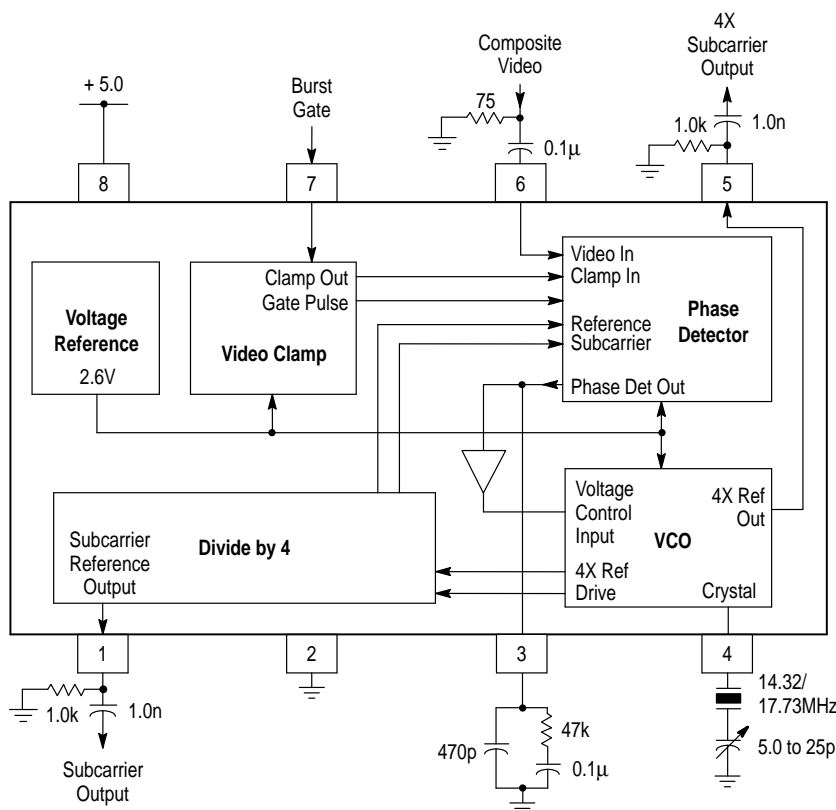 4X
Subcarrier
Output
Composite
Video
Burst
Gate
+ 5.0
75
1.0k
1.0n
0.1µ
8
7
6
5
Voltage
Reference
2.6V
Clamp Out
Gate Pulse
Video Clamp
Video In
Clamp In
Reference
Subcarrier
Phase
Detector
Phase Det Out
Subcarrier
Reference
Output
Divide by 4
Voltage
Control
Input
4X Ref
Out
VCO
4X Ref
Drive
Crystal
1
2
3
4
1.0k
1.0n
Subcarrier
Output
470p
47k
0.1µ
14.32/
17.73MHz
5.0 to 25p